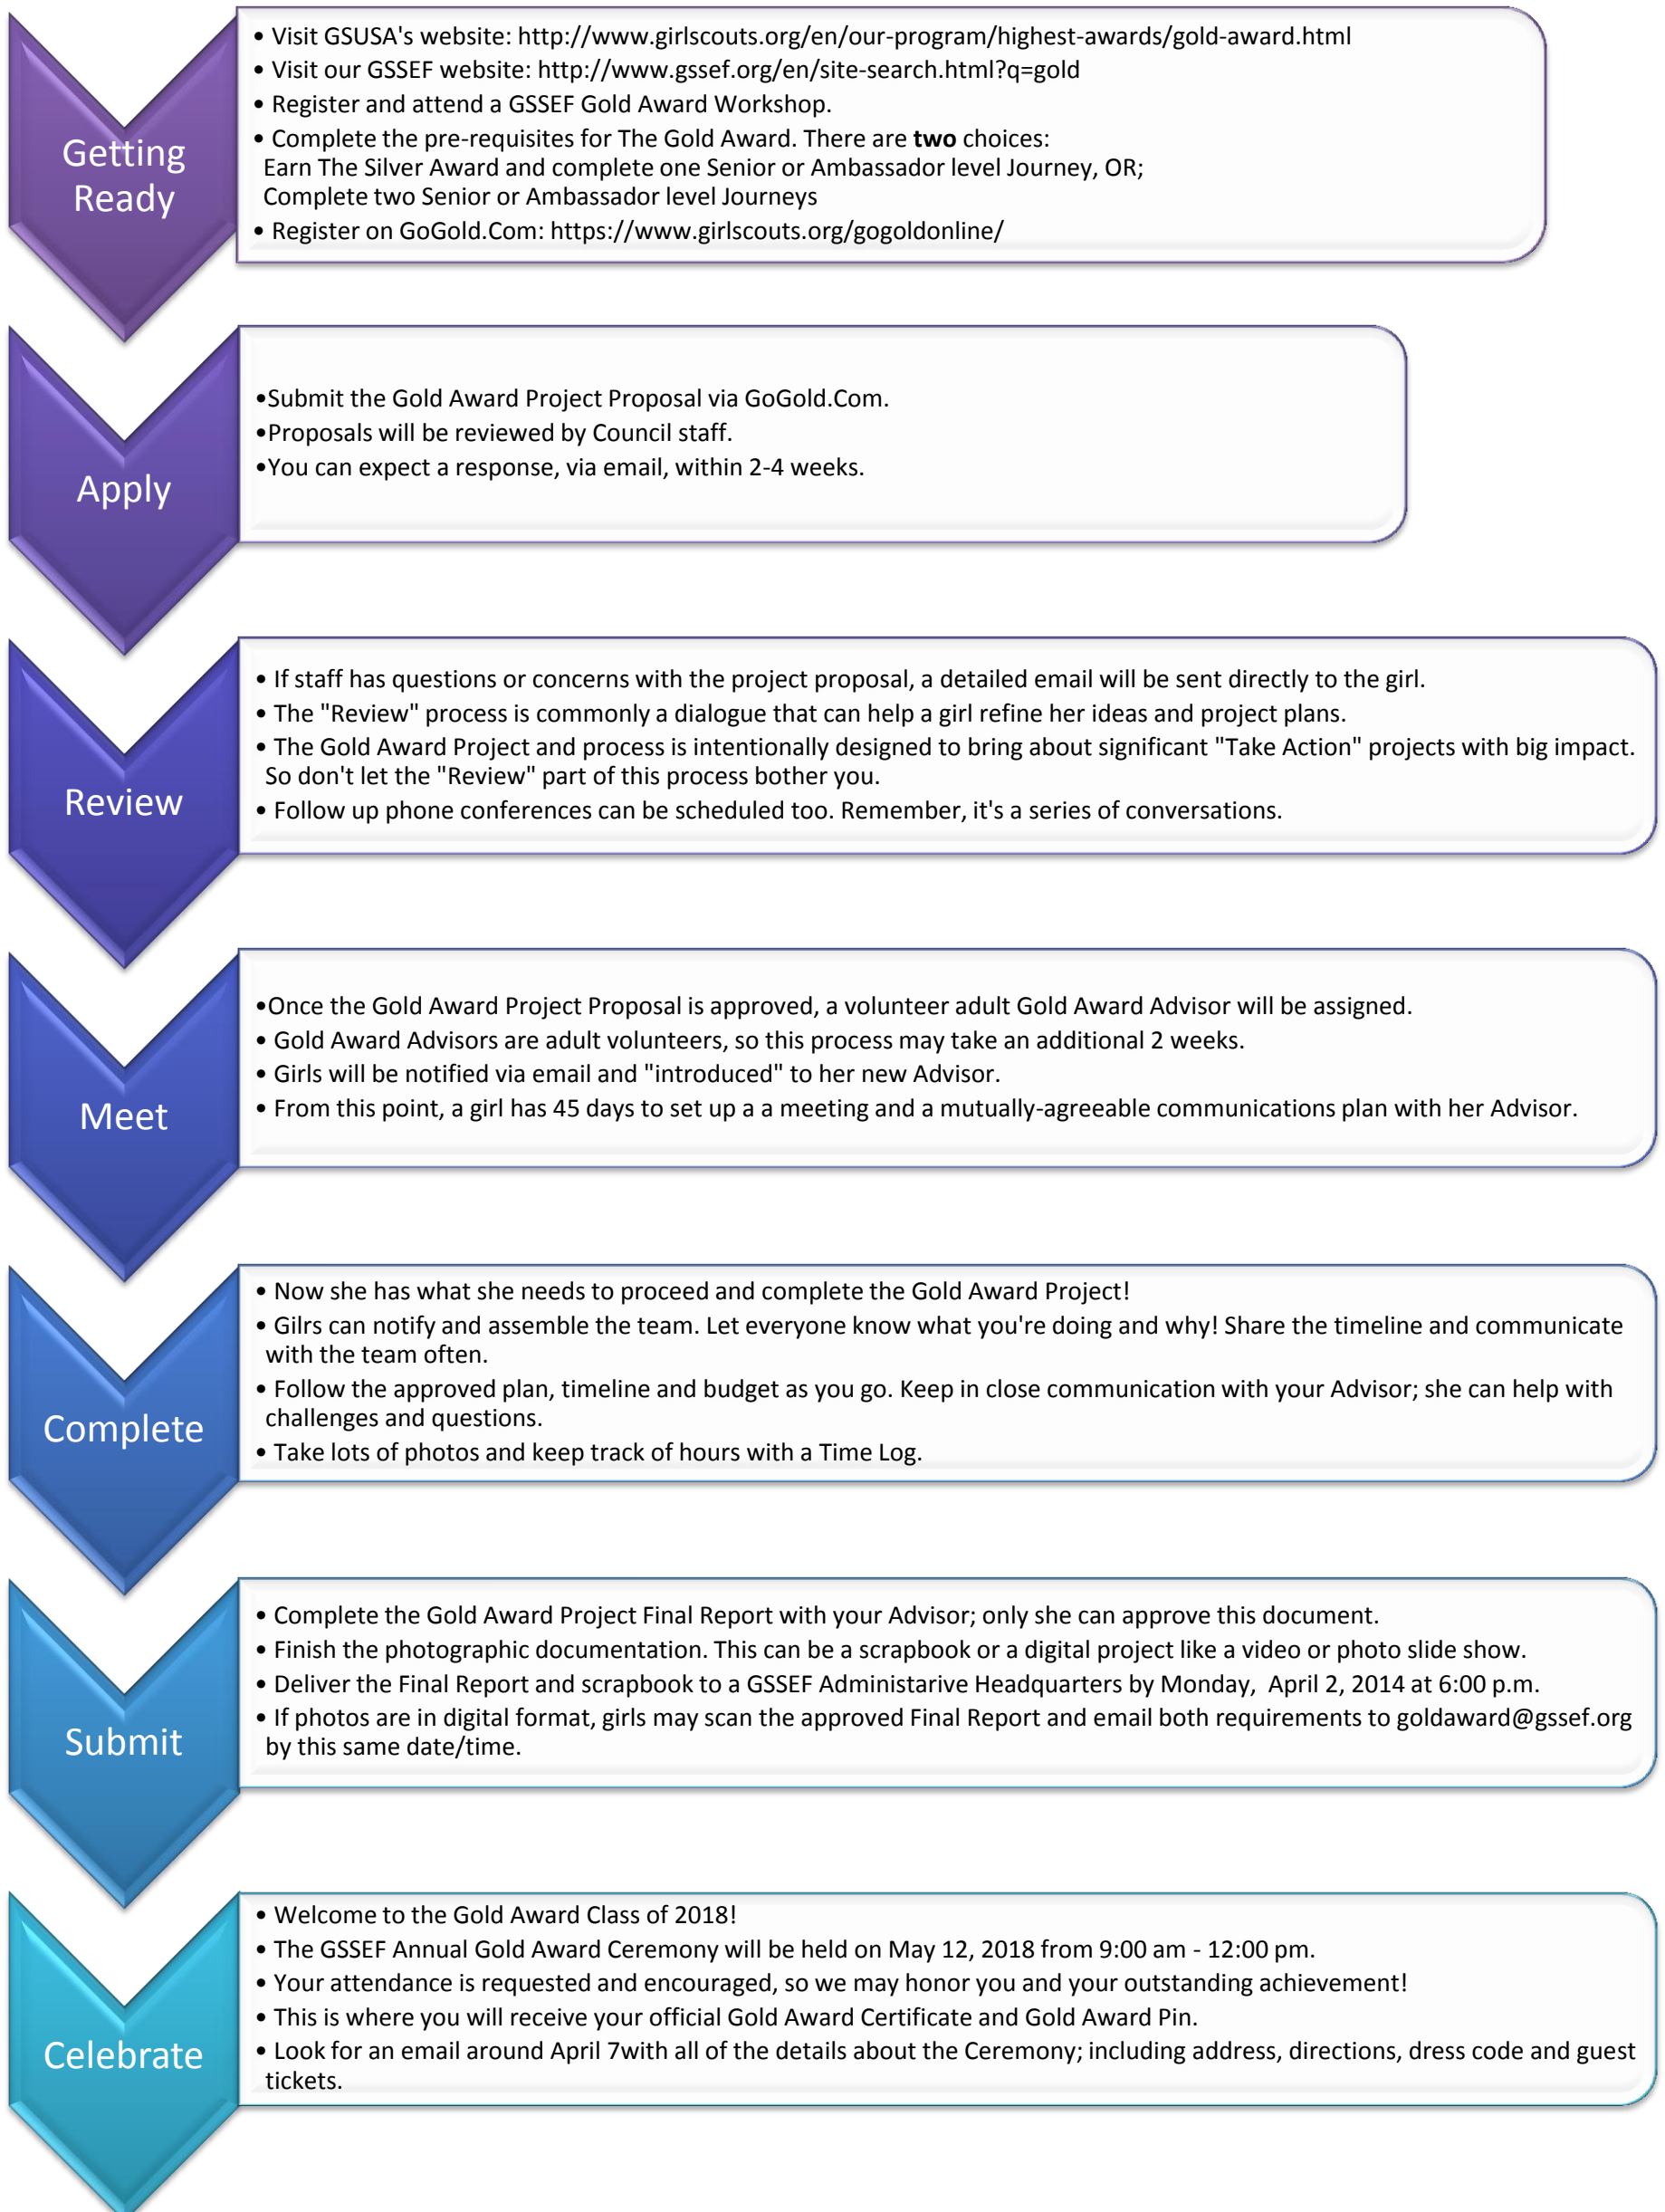 Getting
Ready
• Visit GSUSA's website: http://www.girlscouts.org/en/our-program/highest-awards/gold-award.html
• Visit our GSSEF website: http://www.gssef.org/en/site-search.html?q=gold
• Register and attend a GSSEF Gold Award Workshop.
• Complete the pre-requisites for The Gold Award. There are two choices:
Earn The Silver Award and complete one Senior or Ambassador level Journey, OR;
Complete two Senior or Ambassador level Journeys
• Register on GoGold.Com: https://www.girlscouts.org/gogoldonline/
Apply
•Submit the Gold Award Project Proposal via GoGold.Com.
•Proposals will be reviewed by Council staff.
•You can expect a response, via email, within 2-4 weeks.
Review
• If staff has questions or concerns with the project proposal, a detailed email will be sent directly to the girl.
• The "Review" process is commonly a dialogue that can help a girl refine her ideas and project plans.
• The Gold Award Project and process is intentionally designed to bring about significant "Take Action" projects with big impact.
So don't let the "Review" part of this process bother you.
• Follow up phone conferences can be scheduled too. Remember, it's a series of conversations.
Meet
•Once the Gold Award Project Proposal is approved, a volunteer adult Gold Award Advisor will be assigned.
• Gold Award Advisors are adult volunteers, so this process may take an additional 2 weeks.
• Girls will be notified via email and "introduced" to her new Advisor.
• From this point, a girl has 45 days to set up a a meeting and a mutually-agreeable communications plan with her Advisor.
Complete
• Now she has what she needs to proceed and complete the Gold Award Project!
• Gilrs can notify and assemble the team. Let everyone know what you're doing and why! Share the timeline and communicate
with the team often.
• Follow the approved plan, timeline and budget as you go. Keep in close communication with your Advisor; she can help with
challenges and questions.
• Take lots of photos and keep track of hours with a Time Log.
Submit
• Complete the Gold Award Project Final Report with your Advisor; only she can approve this document.
• Finish the photographic documentation. This can be a scrapbook or a digital project like a video or photo slide show.
• Deliver the Final Report and scrapbook to a GSSEF Administarive Headquarters by Monday,  April 2, 2014 at 6:00 p.m.
• If photos are in digital format, girls may scan the approved Final Report and email both requirements to goldaward@gssef.org
by this same date/time.
Celebrate
• Welcome to the Gold Award Class of 2018!
• The GSSEF Annual Gold Award Ceremony will be held on May 12, 2018 from 9:00 am - 12:00 pm.
• Your attendance is requested and encouraged, so we may honor you and your outstanding achievement!
• This is where you will receive your official Gold Award Certificate and Gold Award Pin.
• Look for an email around April 7with all of the details about the Ceremony; including address, directions, dress code and guest
tickets.